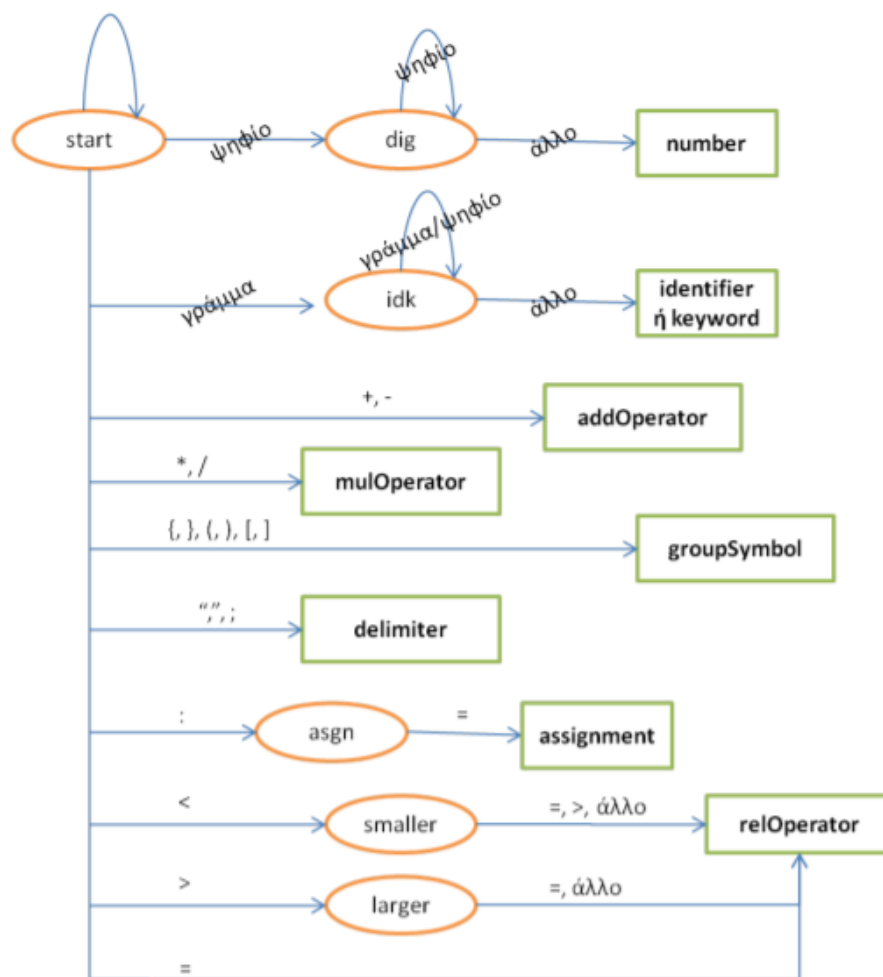 ψηφίο
start
ψηφίο
dig
άλλο
number
γράμμα/ψηφίο
γράμμα
idk
άλλο
identifier
ή keyword
+, -
addOperator
*, /
mulOperator
{, }, (, ), [, ]
groupSymbol
“,”, ;
delimiter
:
asgn
=
assignment
<
smaller
=, >, άλλο
relOperator
>
larger
=, άλλο
=